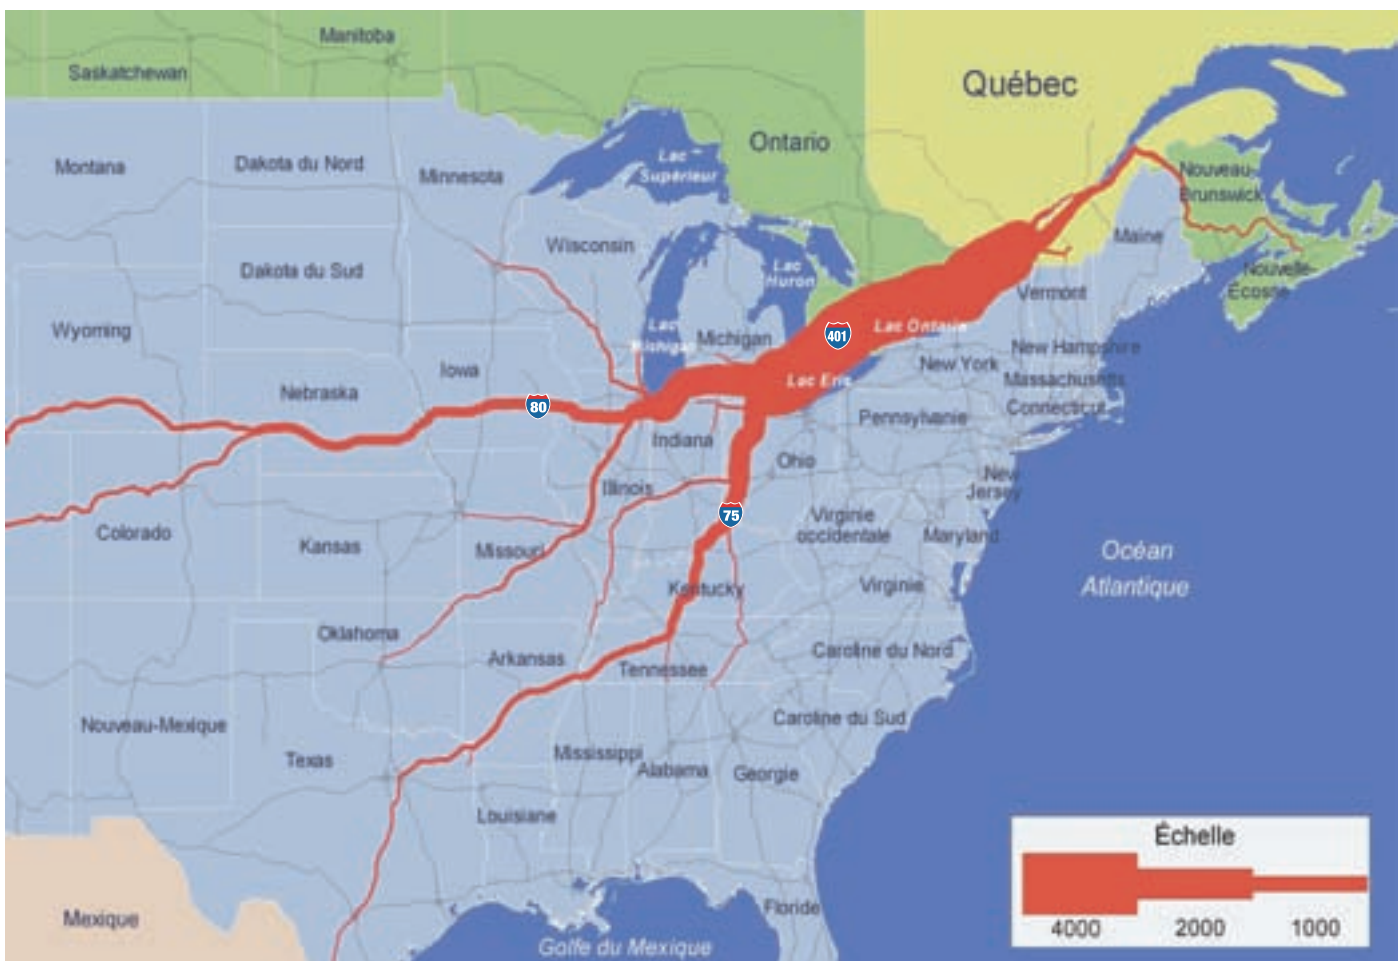 Manitoba
Saskatchewan
Québec
Ontario
Montana
Dakota du Nord
Minnesota
Lac
Supérieur
Nouveau-
Brunswick
Wisconsin
Maine
Dakota du Sud
Lac
Huron
Nouvelle-
Écosse
Vermont
Wyoming
Lac
Michigan
Michigan
401
Lac Ontario
New Hampshire
Iowa
New York
Nebraska
Lac Erie
Massachusetts
80
Connecticut
Pennsylvanie
Indiana
Ohio
Illinois
New
Jersey
75
Virginie
occidentale
Maryland
Colorado
Kansas
Missouri
Océan
Atlantique
Kentucky
Virginie
Oklahoma
Arkansas
Tennessee
Caroline du Nord
Nouveau-Mexique
Caroline du Sud
Texas
Mississippi
Alabama
Georgie
Louisiane
Échelle
4000
2000
1000
Mexique
Floride
Golfe du Mexique